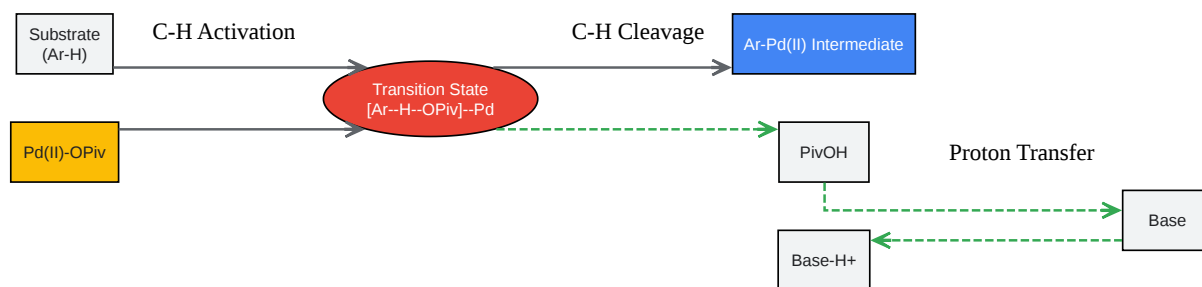 Substrate
(Ar-H)
C-H Activation
C-H Cleavage
Ar-Pd(II) Intermediate
Transition State
[Ar--H--OPiv]--Pd
Pd(II)-OPiv
PivOH
Proton Transfer
Base
Base-H+